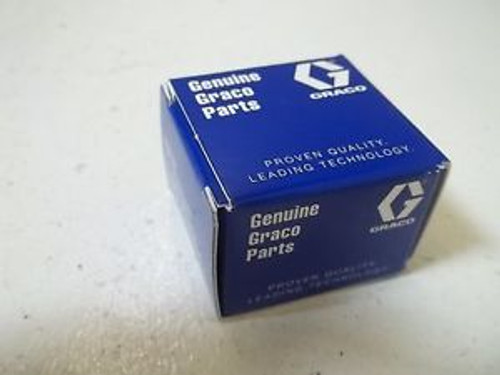 Genuine
Graco
Parts
GRACO
PROVEN QUALITY.
LEADING TECHNOLOGY.
Genuine
Graco
Parts
GRACO
PROVEN QUALITY.
LEADING TECHNOLOGY.